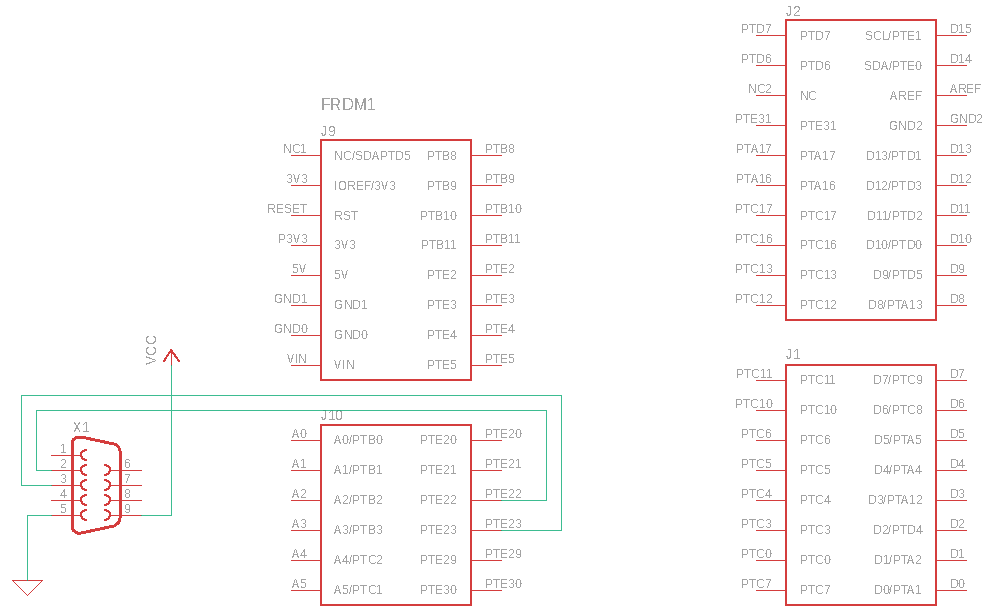 J2
PTD7 PTD7 SCL/PTE1 D15
PTD6 PTD6 SDA/PTE0 D14
NC2 NC AREF AREF
PTE31 PTE31 GND2 GND2
PTA17 PTA17 D13/PTD1 D13
PTA16 PTA16 D12/PTD3 D12
PTC17 PTC17 D11/PTD2 D11
PTC16 PTC16 D10/PTD0 D10
PTC13 PTC13 D9/PTD5 D9
PTC12 PTC12 D8/PTA13 D8
FRDM1
J9
NC1 NC/SDAPTD5 PTB8 PTB8
3V3 IOREF/3V3 PTB9 PTB9
RESET RST PTB10 PTB10
P3V3 3V3 PTB11 PTB11
5V 5V PTE2 PTE2
GND1 GND1 PTE3 PTE3
GND0 GND0 PTE4 PTE4
VIN VIN PTE5 PTE5
VCC
X1
1
2 6
3 7
4 8
5 9
J10
A0 A0/PTB0 PTE20 PTE20
A1 A1/PTB1 PTE21 PTE21
A2 A2/PTB2 PTE22 PTE22
A3 A3/PTB3 PTE23 PTE23
A4 A4/PTC2 PTE29 PTE29
A5 A5/PTC1 PTE30 PTE30
J1
PTC11 PTC11 D7/PTC9 D7
PTC10 PTC10 D6/PTC8 D6
PTC6 PTC6 D5/PTA5 D5
PTC5 PTC5 D4/PTA4 D4
PTC4 PTC4 D3/PTA12 D3
PTC3 PTC3 D2/PTD4 D2
PTC0 PTC0 D1/PTA2 D1
PTC7 PTC7 D0/PTA1 D0